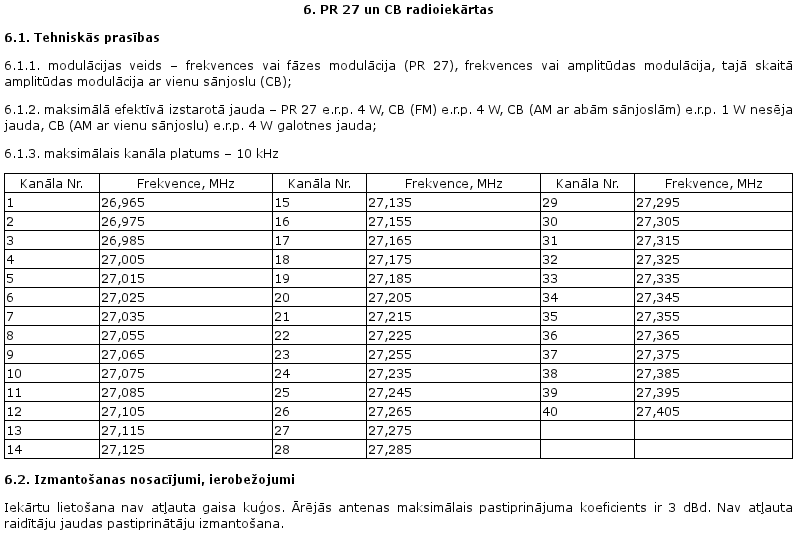 6. PR 27 un CB radioiekārtas
6.1. Tehniskās prasības
6.1.1. modulācijas veids – frekvences vai fāzes modulācija (PR 27), frekvences vai amplitūdas modulācija, tajā skaitā
amplitūdas modulācija ar vienu sānjoslu (CB);
6.1.2. maksimālā efektīvā izstarotā jauda – PR 27 e.r.p. 4 W, CB (FM) e.r.p. 4 W, CB (AM ar abām sānjoslām) e.r.p. 1 W nesēja
jauda, CB (AM ar vienu sānjoslu) e.r.p. 4 W galotnes jauda;
6.1.3. maksimālais kanāla platums – 10 kHz
Kanāla Nr. Frekvence, MHz Kanāla Nr. Frekvence, MHz Kanāla Nr. Frekvence, MHz
1 26,965 15 27,135 29 27,295
2 26,975 16 27,155 30 27,305
3 26,985 17 27,165 31 27,315
4 27,005 18 27,175 32 27,325
5 27,015 19 27,185 33 27,335
6 27,025 20 27,205 34 27,345
7 27,035 21 27,215 35 27,355
8 27,055 22 27,225 36 27,365
9 27,065 23 27,255 37 27,375
10 27,075 24 27,235 38 27,385
11 27,085 25 27,245 39 27,395
12 27,105 26 27,265 40 27,405
13 27,115 27 27,275
14 27,125 28 27,285
6.2. Izmantošanas nosacījumi, ierobežojumi
Iekārtu lietošana nav atļauta gaisa kuģos. Ārējās antenas maksimālais pastiprinājuma koeficients ir 3 dBd. Nav atļauta
raidītāju jaudas pastiprinātāju izmantošana.